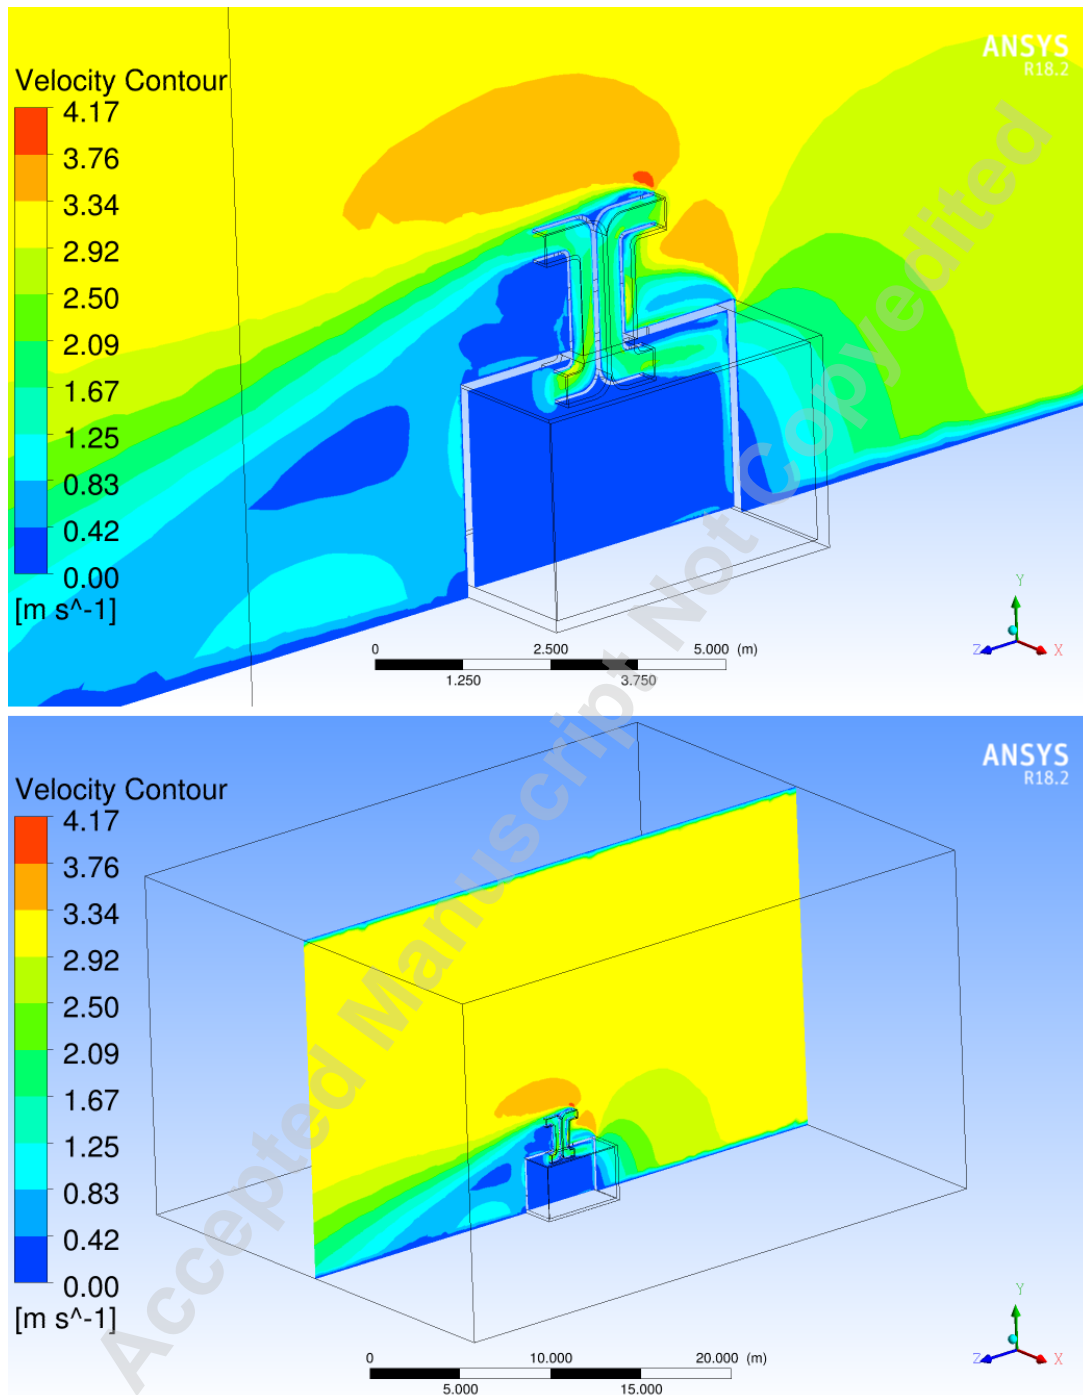 ANSYS
R18.2
Velocity Contour
4.17
3.76
3.34
2.92
2.50
2.09
1.67
1.25
0.83
0.42
0.00
[m s^-1]
0 2.500 5.000 (m)
1.250 3.750
Y
Z X
ANSYS
R18.2
Velocity Contour
4.17
3.76
3.34
2.92
2.50
2.09
1.67
1.25
0.83
0.42
0.00
[m s^-1]
0 10.000 20.000 (m)
5.000 15.000
Y
Z X
Accepted Manuscript Not Copyedited